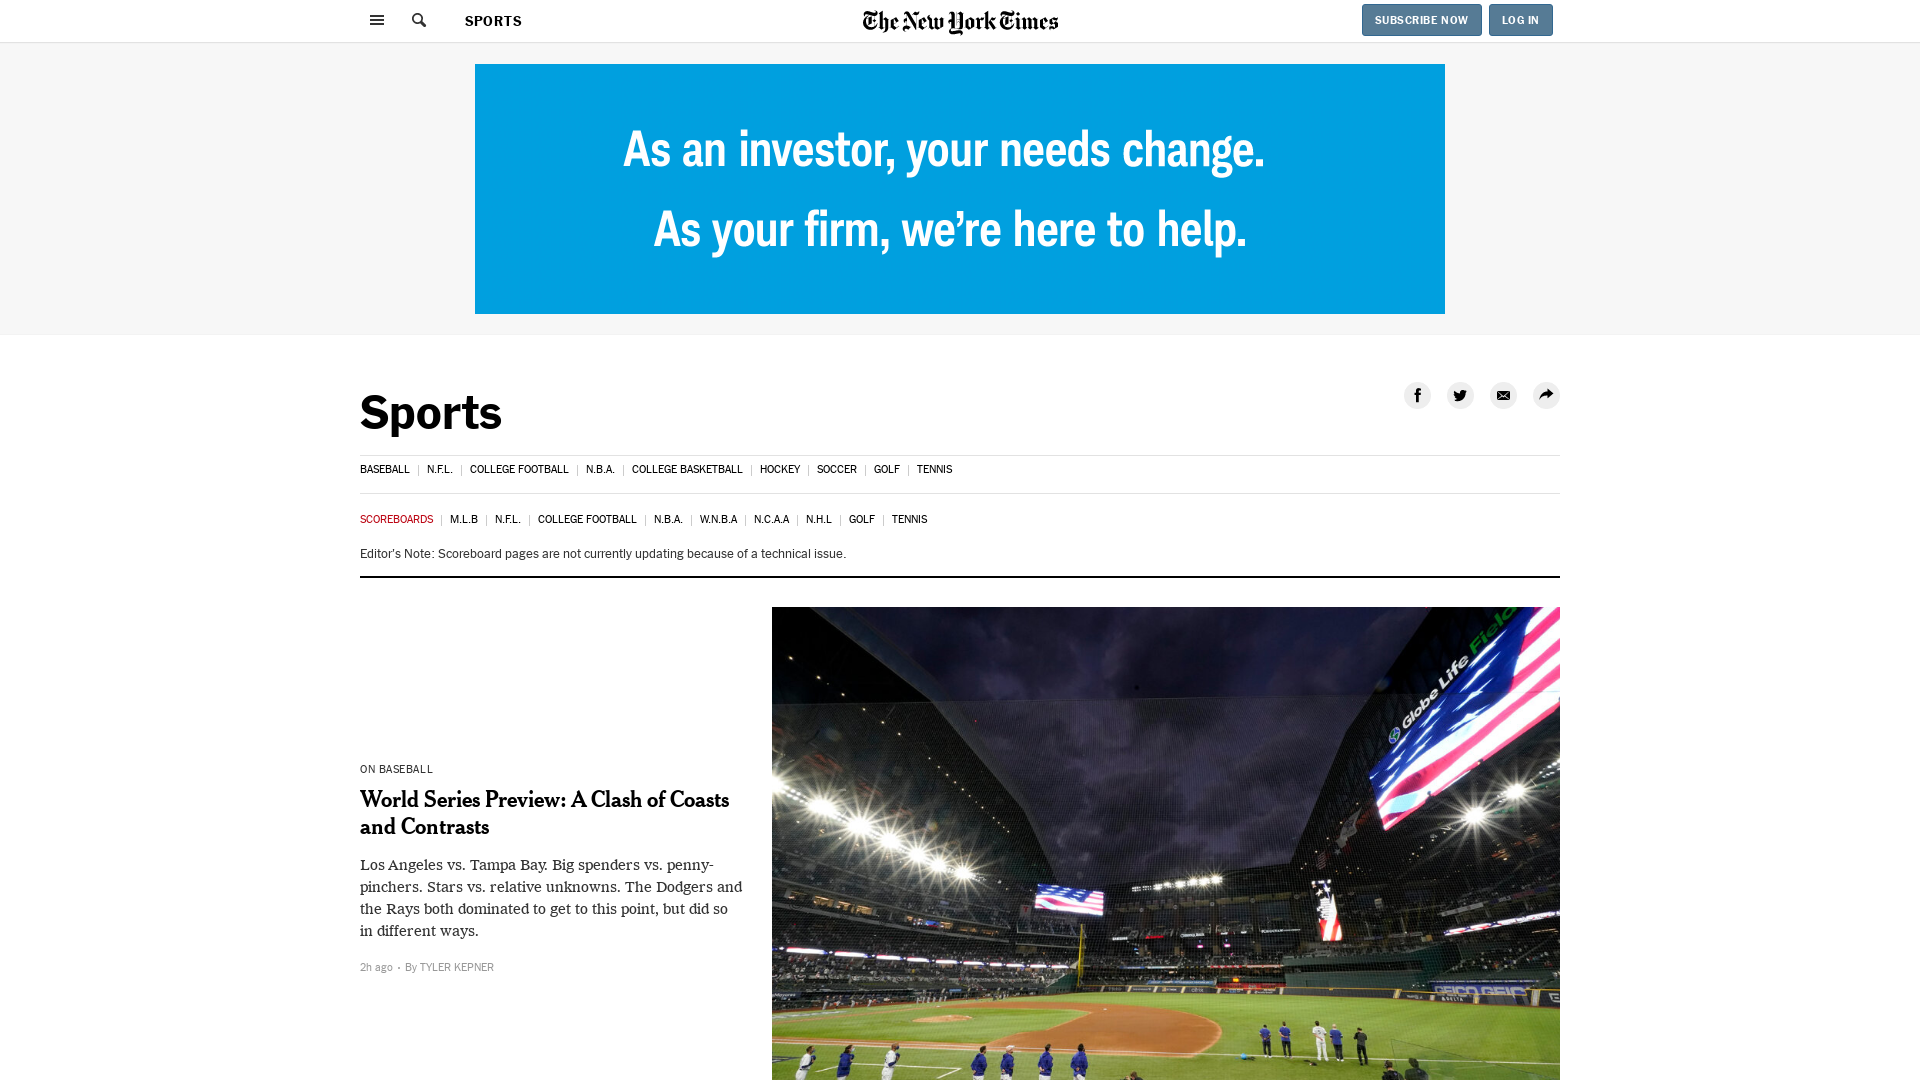 SPORTS
The New York Times
SUBSCRIBE NOW
LOG IN
As an investor, your needs change.
As your firm, we're here to help.
Sports
BASEBALL | N.F.L. | COLLEGE FOOTBALL | N.B.A. | COLLEGE BASKETBALL | HOCKEY | SOCCER | GOLF | TENNIS
SCOREBOARDS | M.L.B | N.F.L. | COLLEGE FOOTBALL | N.B.A. | W.N.B.A | N.C.A.A | N.H.L | GOLF | TENNIS
Editor's Note: Scoreboard pages are not currently updating because of a technical issue.
Globe Life Field
ON BASEBALL
World Series Preview: A Clash of Coasts
and Contrasts
Los Angeles vs. Tampa Bay. Big spenders vs. penny-
pinchers. Stars vs. relative unknowns. The Dodgers and
the Rays both dominated to get to this point, but did so
in different ways.
2h ago • By TYLER KEPNER
GEICO